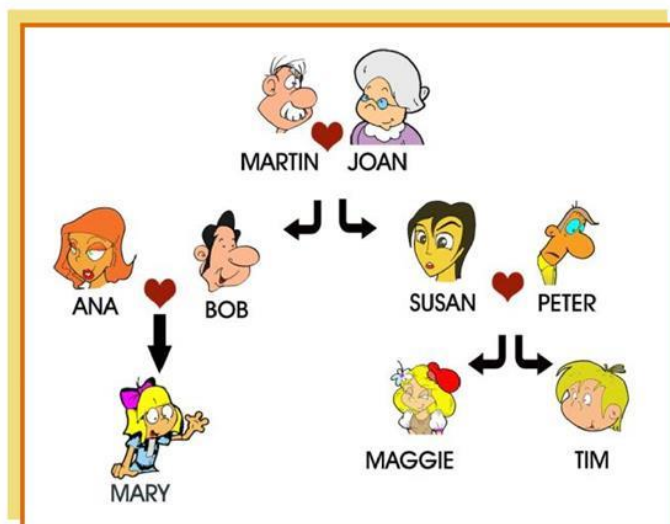 MARTIN JOAN
ANA BOB SUSAN PETER
MAGGIE TIM
MARY